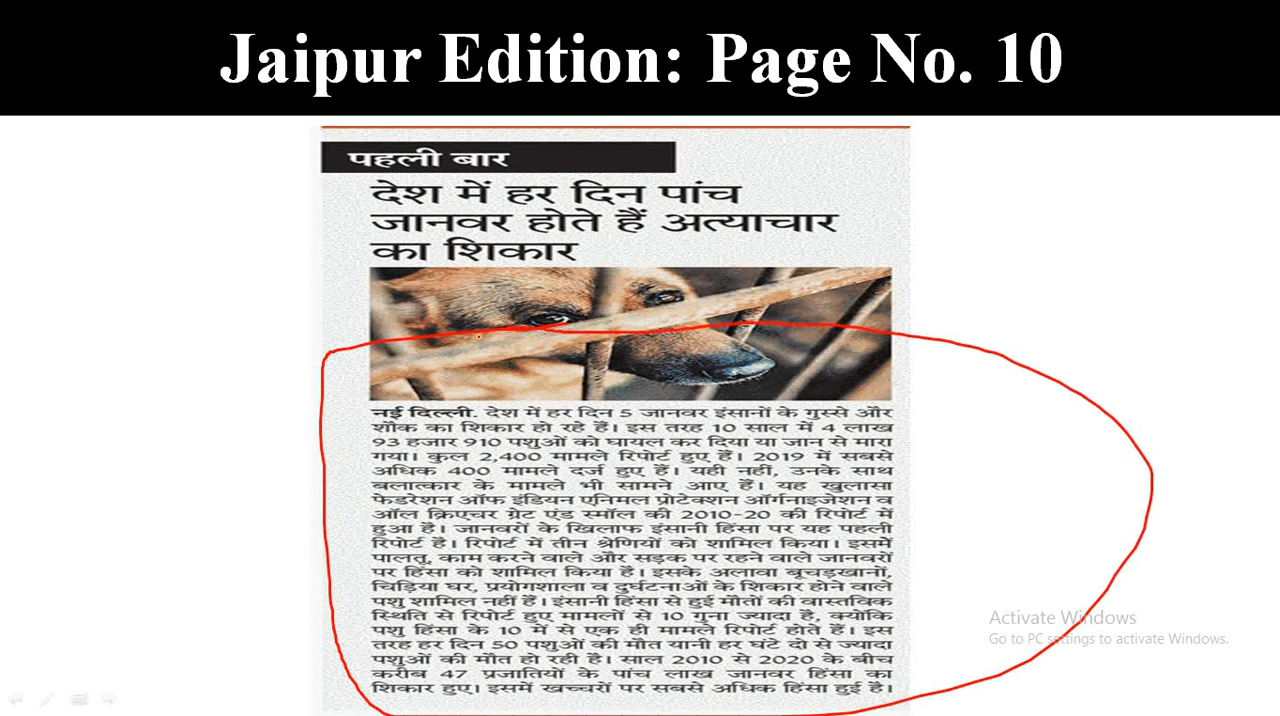 Jaipur Edition: Page No. 10
पहली बार
देश में हर दिन पांच
जानवर होते हैं अत्याचार
का शिकार
नई दिल्ली. देश में हर दिन 5 जानवर इंसानों के गुस्से और
शौक का शिकार हो रहे हैं। इस तरह 10 साल में 4 लाख
93 हजार 910 पशुओं को घायल कर दिया या जान से मारा
गया। कुल 2,400 मामले रिपोर्ट हुए हैं। 2019 में सबसे
अधिक 400 मामले दर्ज हुए हैं। यही नहीं, उनके साथ
बलात्कार के मामले भी सामने आए हैं। यह खुलासा
फेडरेशन ऑफ इंडियन एनिमल प्रोटेक्शन ऑर्गनाइजेशन व
ऑल क्रिएचर ग्रेट एंड स्मॉल की 2010-20 की रिपोर्ट में
हुआ है। जानवरों के खिलाफ इंसानी हिंसा पर यह पहली
रिपोर्ट है। रिपोर्ट में तीन श्रेणियों को शामिल किया। इसमें
पालतू, काम करने वाले और सड़क पर रहने वाले जानवरों
पर हिंसा को शामिल किया है। इसके अलावा बूचड़खानों,
चिड़िया घर, प्रयोगशाला व दुर्घटनाओं के शिकार होने वाले
पशु शामिल नहीं हैं। इंसानी हिंसा से हुई मौतों की वास्तविक
स्थिति से रिपोर्ट हुए मामलों से 10 गुना ज्यादा है, क्योंकि
पशु हिंसा के 10 में से एक ही मामले रिपोर्ट होते हैं। इस
तरह हर दिन 50 पशुओं की मौत यानी हर घंटे दो से ज्यादा
पशुओं की मौत हो रही है। साल 2010 से 2020 के बीच
करीब 47 प्रजातियों के पांच लाख जानवर हिंसा का
शिकार हुए। इसमें खच्चरों पर सबसे अधिक हिंसा हुई है।
Activate Windows
Go to PC settings to activate Windows.